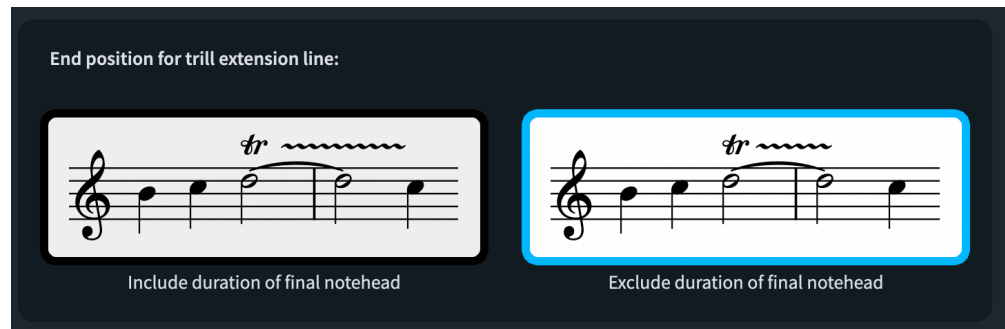 End position for trill extension line:
tr
tr
Include duration of final notehead
Exclude duration of final notehead